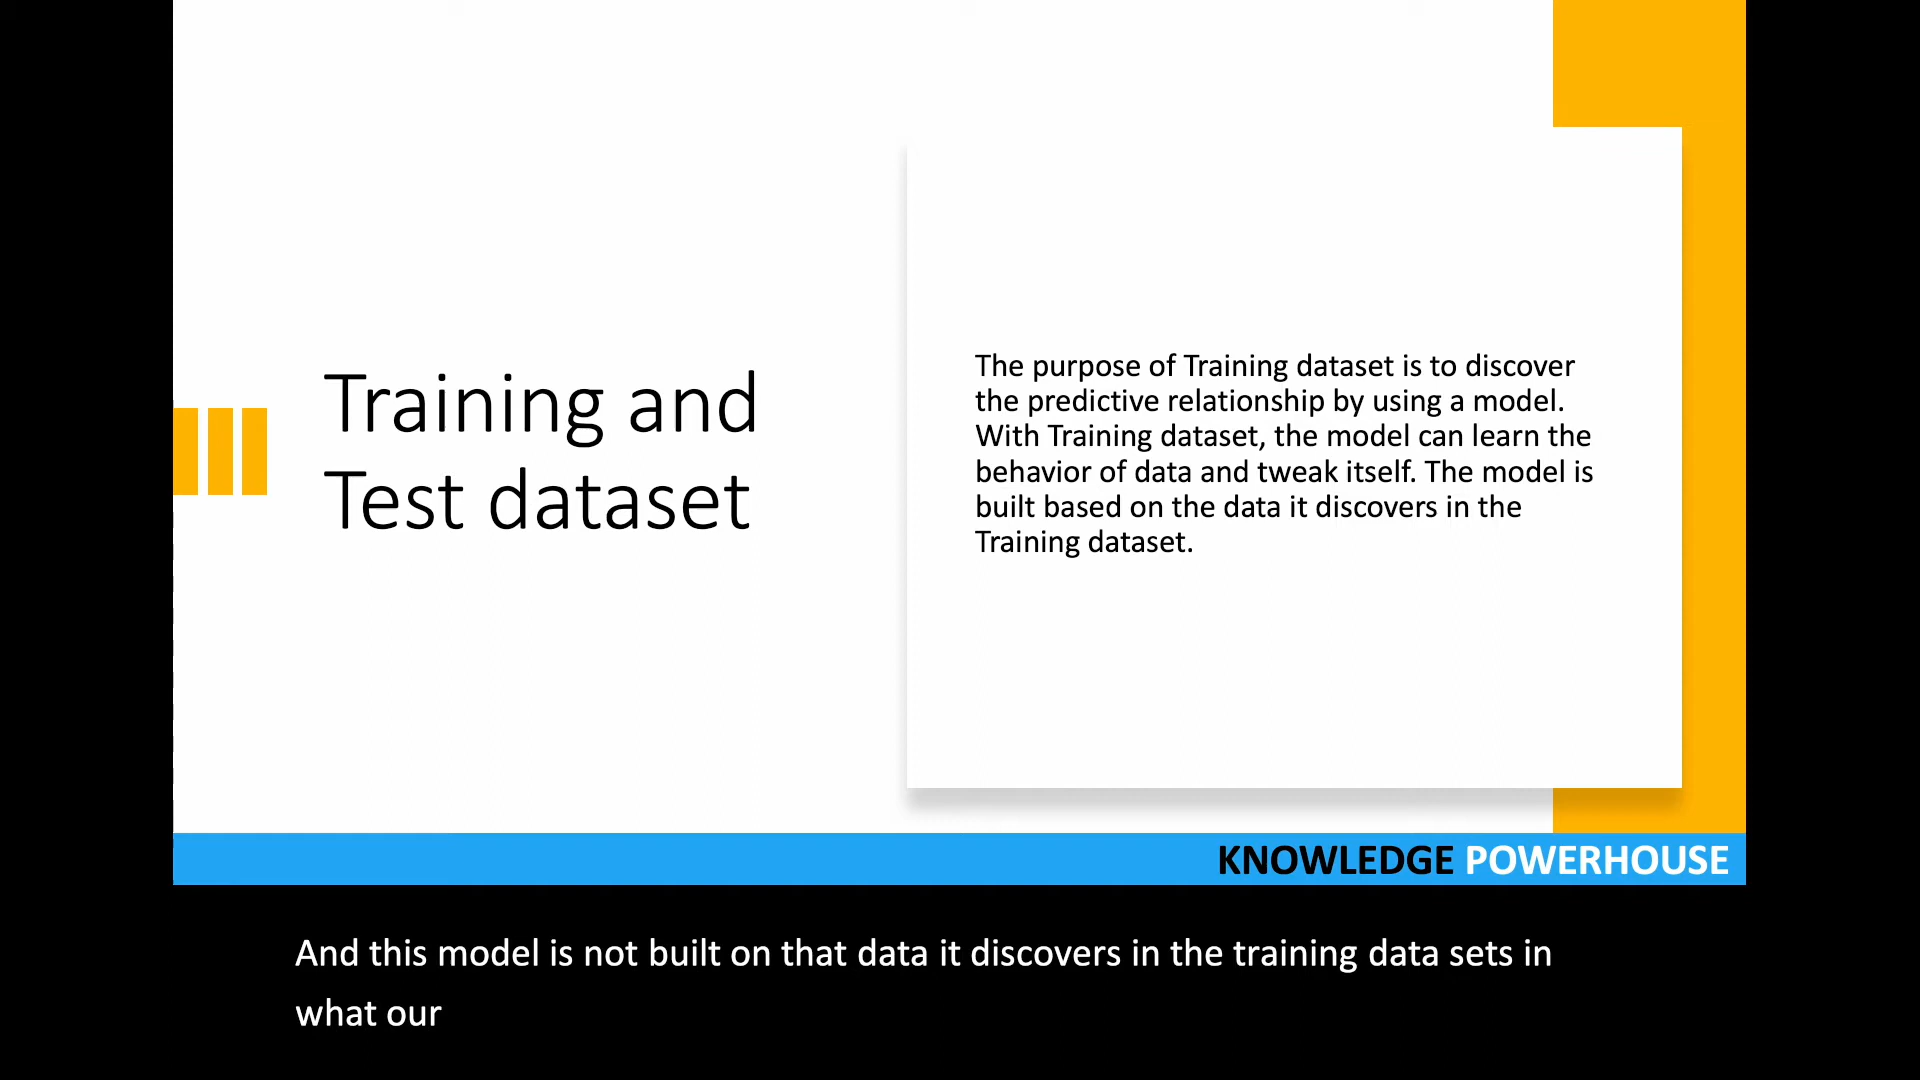 Training and
Test dataset
The purpose of Training dataset is to discover
the predictive relationship by using a model.
With Training dataset, the model can learn the
behavior of data and tweak itself. The model is
built based on the data it discovers in the
Training dataset.
KNOWLEDGE POWERHOUSE
And this model is not built on that data it discovers in the training data sets in
what our